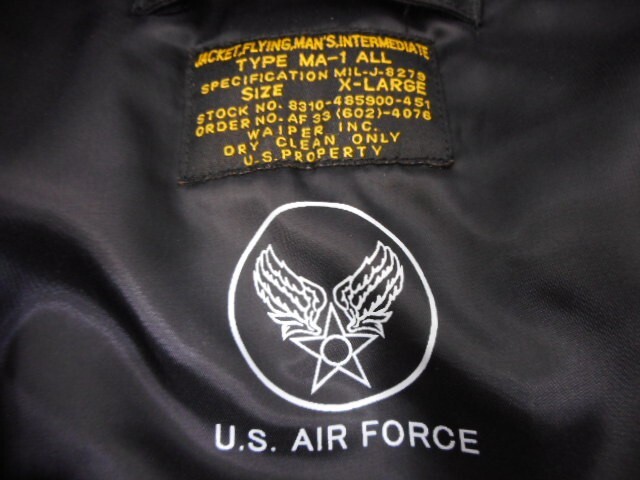 JACKET,FLYING,MAN'S,INTERMEDIATE
TYPE MA-1 ALL
SPECIFICATION MIL-J-8279
SIZE X-LARGE
STOCK NO. 8310-485900-451
ORDER NO. AF 33 (602)-4076
WAIPER INC.
DRY CLEAN ONLY
U.S.PROPERTY
U.S. AIR FORCE